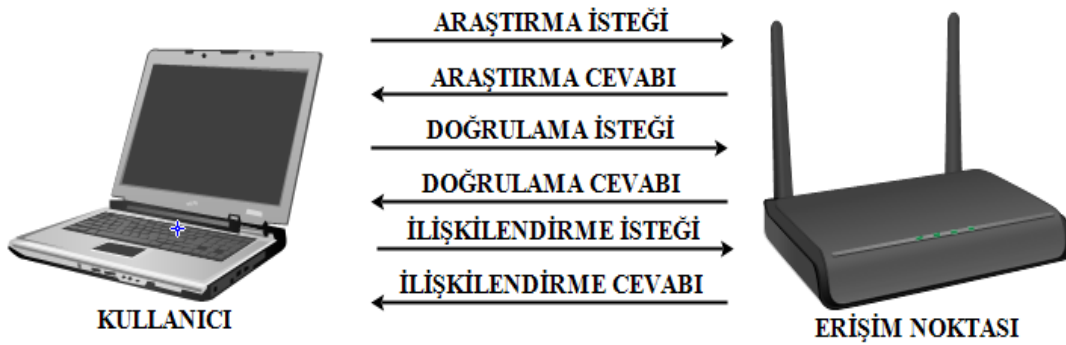 ARAŞTIRMA İSTEĞİ
ARAŞTIRMA CEVABI
DOĞRULAMA İSTEĞİ
DOĞRULAMA CEVABI
İLİŞKİLENDİRME İSTEĞİ
İLİŞKİLENDİRME CEVABI
KULLANICI
ERİŞİM NOKTASI